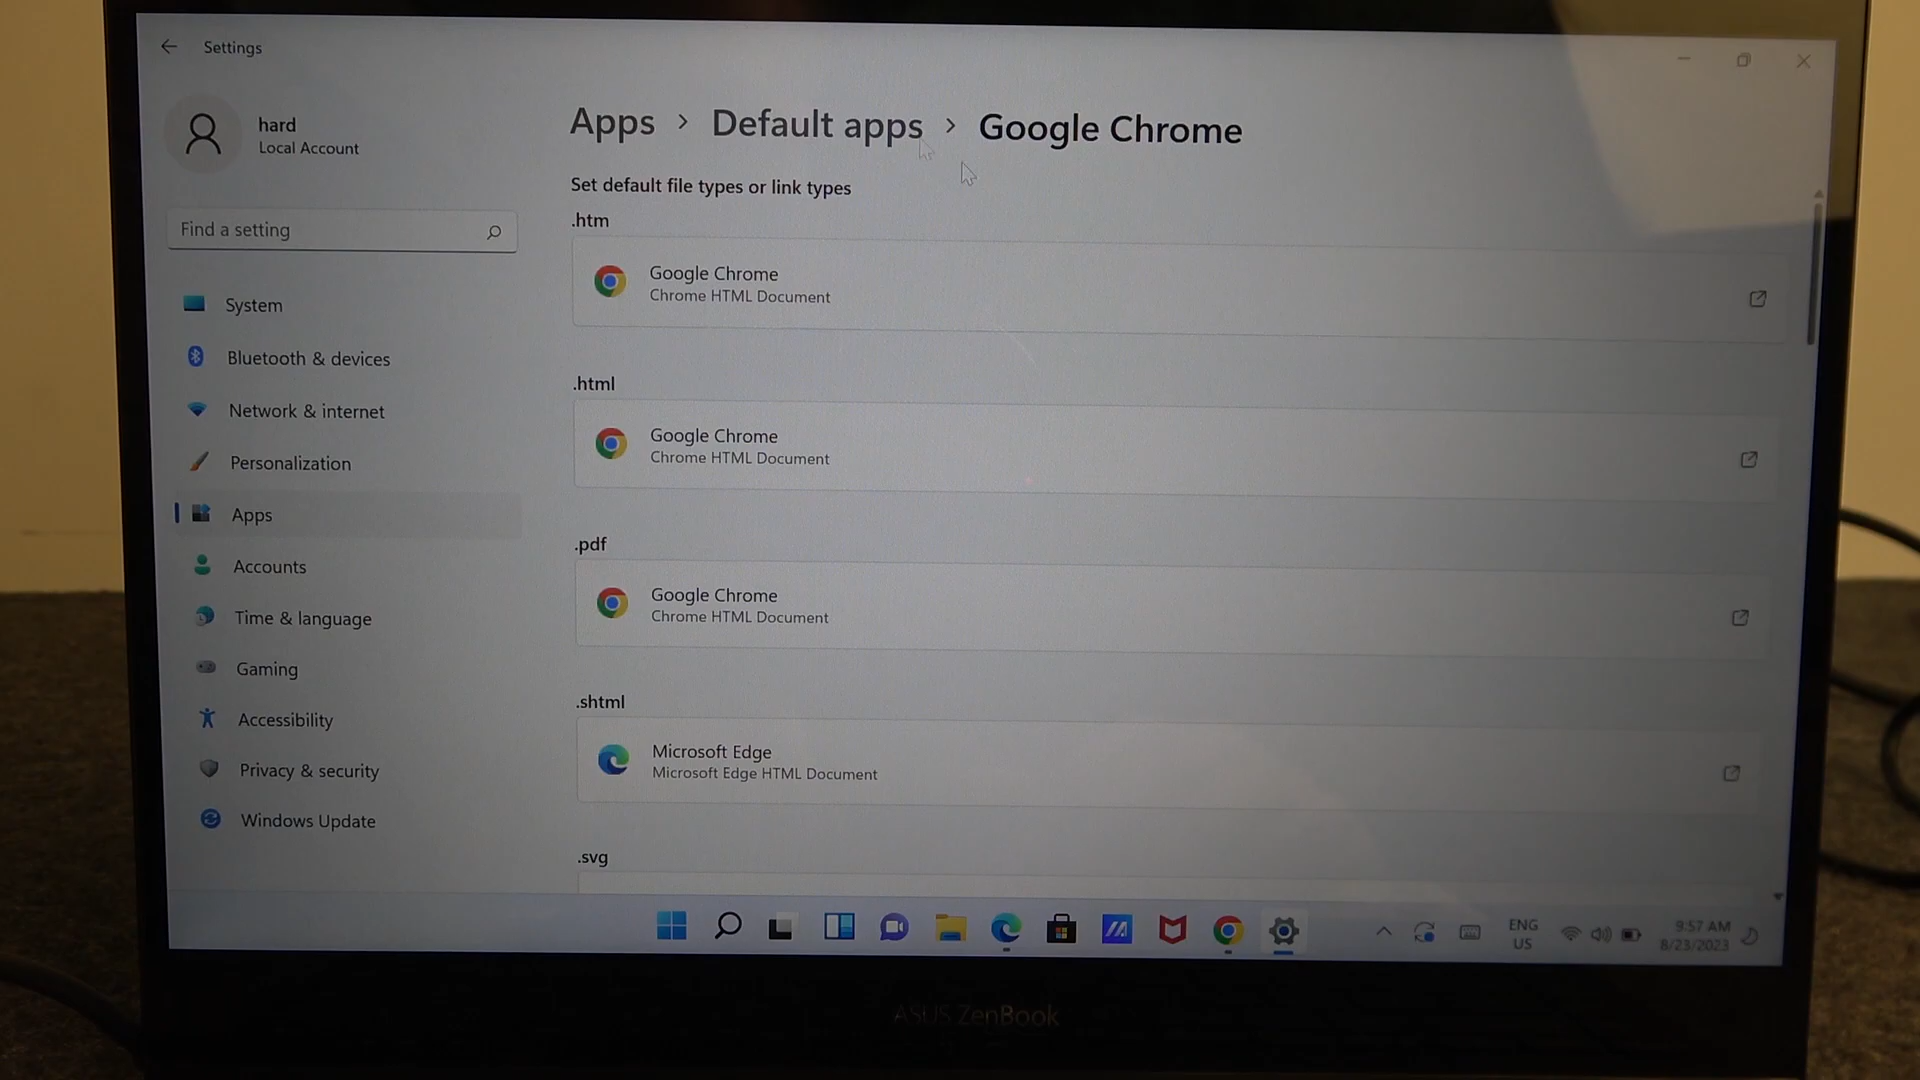 Settings
hard
Local Account
Find a setting
System
Bluetooth & devices
Network & internet
Personalization
Apps
Accounts
Time & language
Gaming
Accessibility
Privacy & security
Windows Update
Apps > Default apps > Google Chrome
Set default file types or link types
.htm
Google Chrome
Chrome HTML Document
.html
Google Chrome
Chrome HTML Document
.pdf
Google Chrome
Chrome HTML Document
.shtml
Microsoft Edge
Microsoft Edge HTML Document
.svg
ENG
US
9:57 AM
8/23/2023
ASUS ZenBook